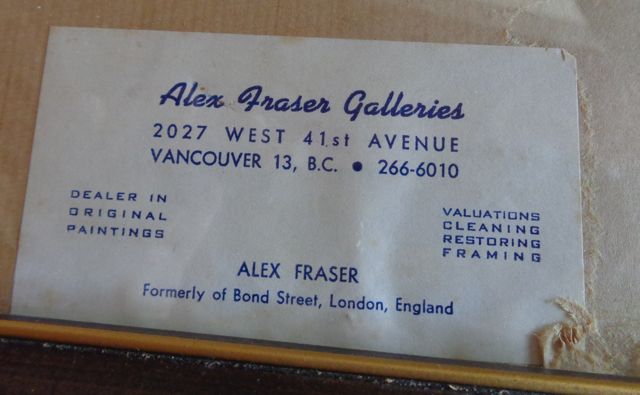 Alex Fraser Galleries
2027 WEST 41st AVENUE
VANCOUVER 13, B.C. • 266-6010
DEALER IN
ORIGINAL
PAINTINGS
VALUATIONS
CLEANING
RESTORING
FRAMING
ALEX FRASER
Formerly of Bond Street, London, England